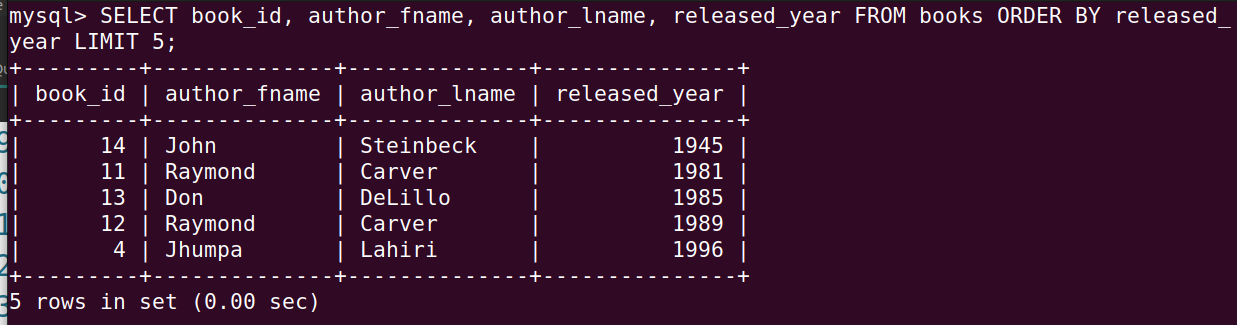 mysql> SELECT book_id, author_fname, author_lname, released_year FROM books ORDER BY released_
year LIMIT 5;
+---------+--------------+--------------+---------------+
| book_id | author_fname | author_lname | released_year |
+---------+--------------+--------------+---------------+
|      14 | John         | Steinbeck    |          1945 |
|      11 | Raymond      | Carver       |          1981 |
|      13 | Don          | DeLillo      |          1985 |
|      12 | Raymond      | Carver       |          1989 |
|       4 | Jhumpa       | Lahiri       |          1996 |
+---------+--------------+--------------+---------------+
5 rows in set (0.00 sec)